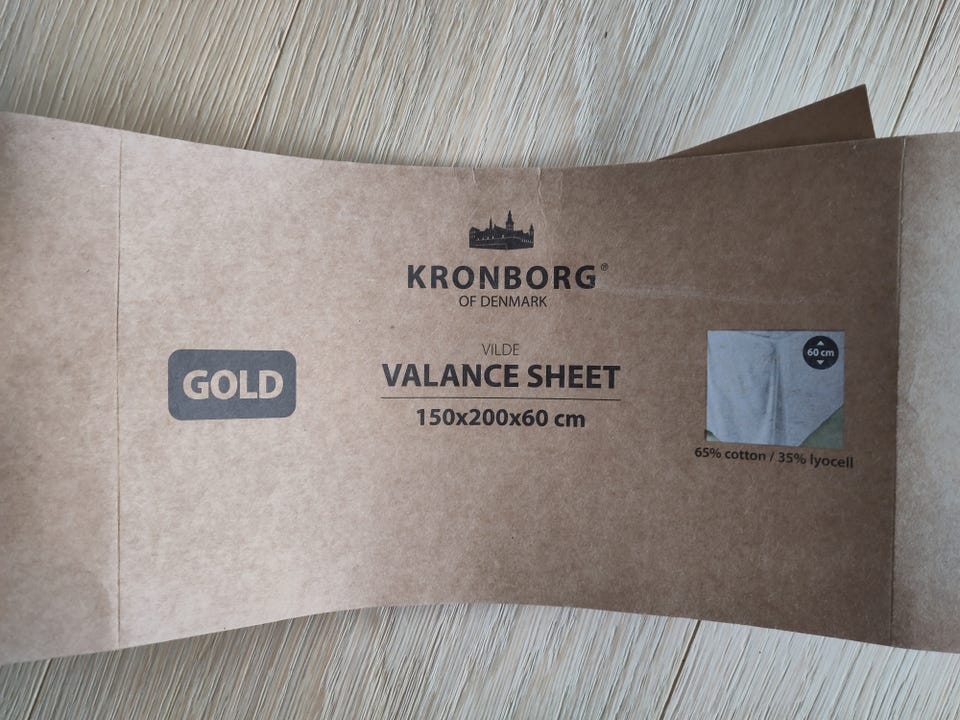 KRONBORG®
OF DENMARK
GOLD
VILDE
VALANCE SHEET
150x200x60 cm
60 cm
65% cotton / 35% lyocell